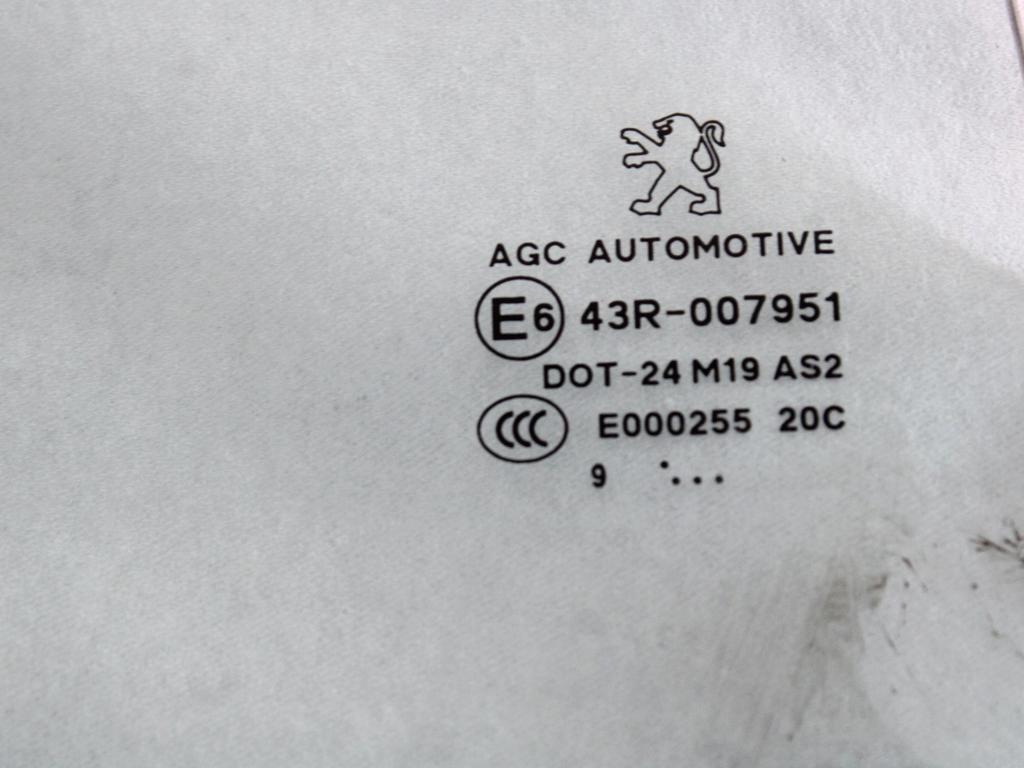 AGC AUTOMOTIVE
E6 43R-007951
DOT-24 M19 AS2
CCC E000255 20C
9 ....